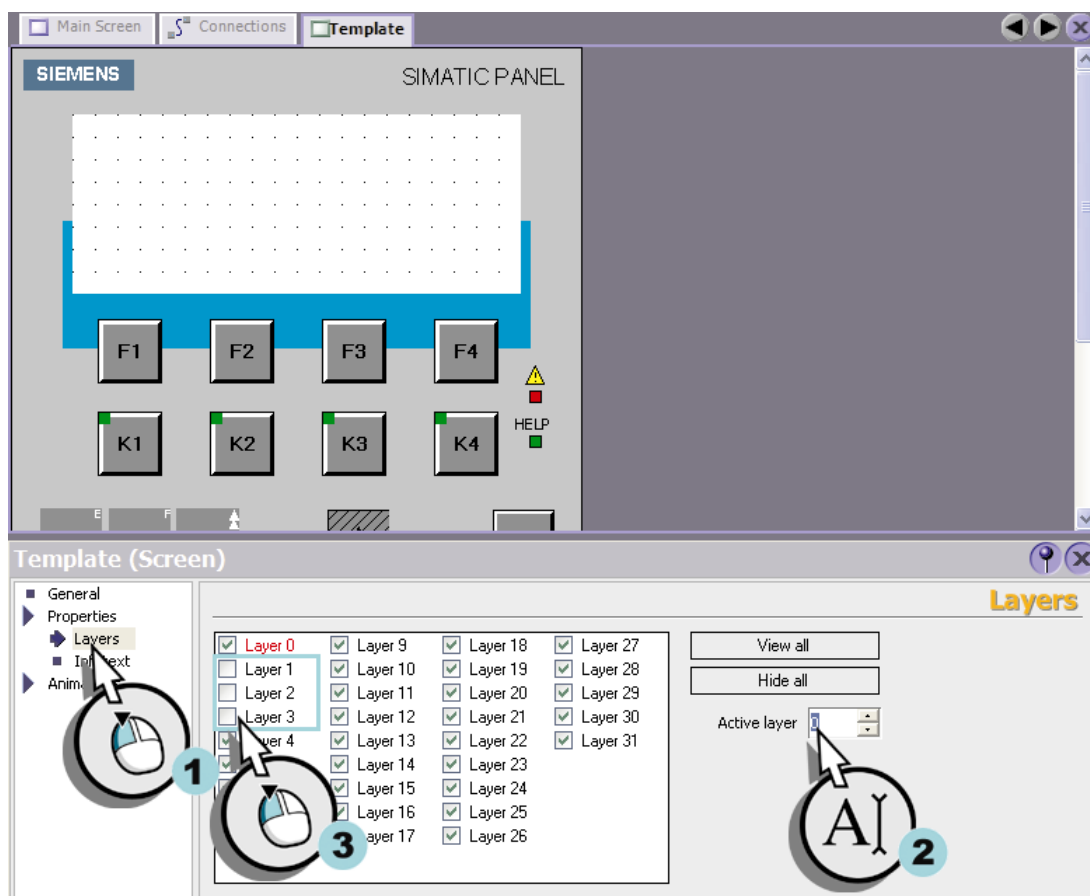 Main Screen
Connections
Template
SIEMENS
SIMATIC PANEL
F1 F2 F3 F4
HELP
K1 K2 K3 K4
E F A
Template (Screen)
General
Layers
Properties
Layers
Layer 0 Layer 9 Layer 18 Layer 27 View all
Layer 1 Layer 10 Layer 19 Layer 28
Layer 2 Layer 11 Layer 20 Layer 29 Hide all
Layer 3 Layer 12 Layer 21 Layer 30 Active layer 0
Layer 13 Layer 22 Layer 31
Layer 14 Layer 23
1
Layer 15 Layer 24
Layer 16 Layer 25
3
Layer 26
A
2